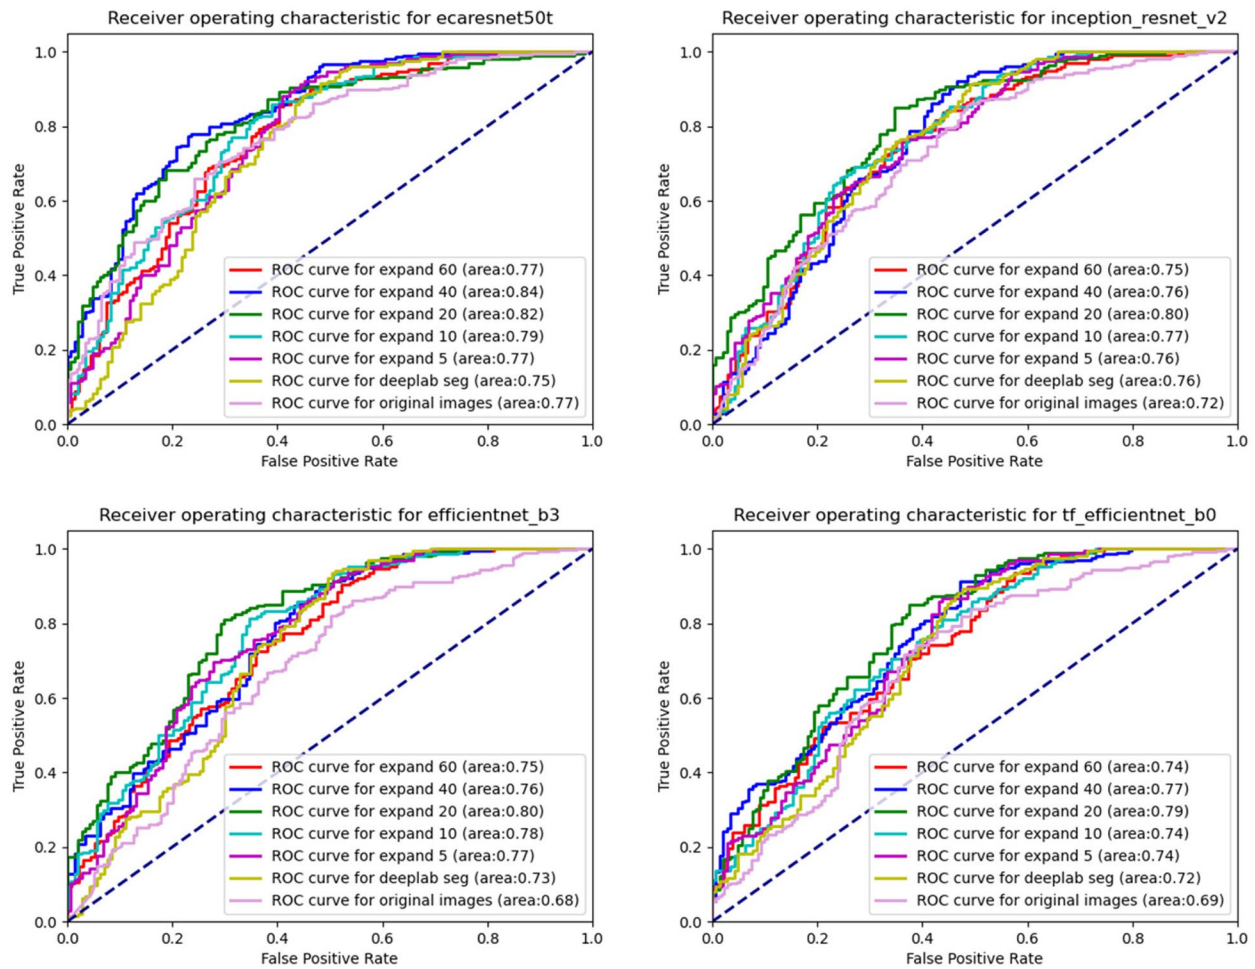 Receiver operating characteristic for ecaresnet50t
True Positive Rate
1.0
0.8
0.6
0.4
0.2
0.0
ROC curve for expand 60 (area:0.77)
ROC curve for expand 40 (area:0.84)
ROC curve for expand 20 (area:0.82)
ROC curve for expand 10 (area:0.79)
ROC curve for expand 5 (area:0.77)
ROC curve for deeplab seg (area:0.75)
ROC curve for original images (area:0.77)
0.0 0.2 0.4 0.6 0.8 1.0
False Positive Rate
Receiver operating characteristic for inception_resnet_v2
True Positive Rate
1.0
0.8
0.6
0.4
0.2
0.0
ROC curve for expand 60 (area:0.75)
ROC curve for expand 40 (area:0.76)
ROC curve for expand 20 (area:0.80)
ROC curve for expand 10 (area:0.77)
ROC curve for expand 5 (area:0.76)
ROC curve for deeplab seg (area:0.76)
ROC curve for original images (area:0.72)
0.0 0.2 0.4 0.6 0.8 1.0
False Positive Rate
Receiver operating characteristic for efficientnet_b3
True Positive Rate
1.0
0.8
0.6
0.4
0.2
0.0
ROC curve for expand 60 (area:0.75)
ROC curve for expand 40 (area:0.76)
ROC curve for expand 20 (area:0.80)
ROC curve for expand 10 (area:0.78)
ROC curve for expand 5 (area:0.77)
ROC curve for deeplab seg (area:0.73)
ROC curve for original images (area:0.68)
0.0 0.2 0.4 0.6 0.8 1.0
False Positive Rate
Receiver operating characteristic for tf_efficientnet_b0
True Positive Rate
1.0
0.8
0.6
0.4
0.2
0.0
ROC curve for expand 60 (area:0.74)
ROC curve for expand 40 (area:0.77)
ROC curve for expand 20 (area:0.79)
ROC curve for expand 10 (area:0.74)
ROC curve for expand 5 (area:0.74)
ROC curve for deeplab seg (area:0.72)
ROC curve for original images (area:0.69)
0.0 0.2 0.4 0.6 0.8 1.0
False Positive Rate